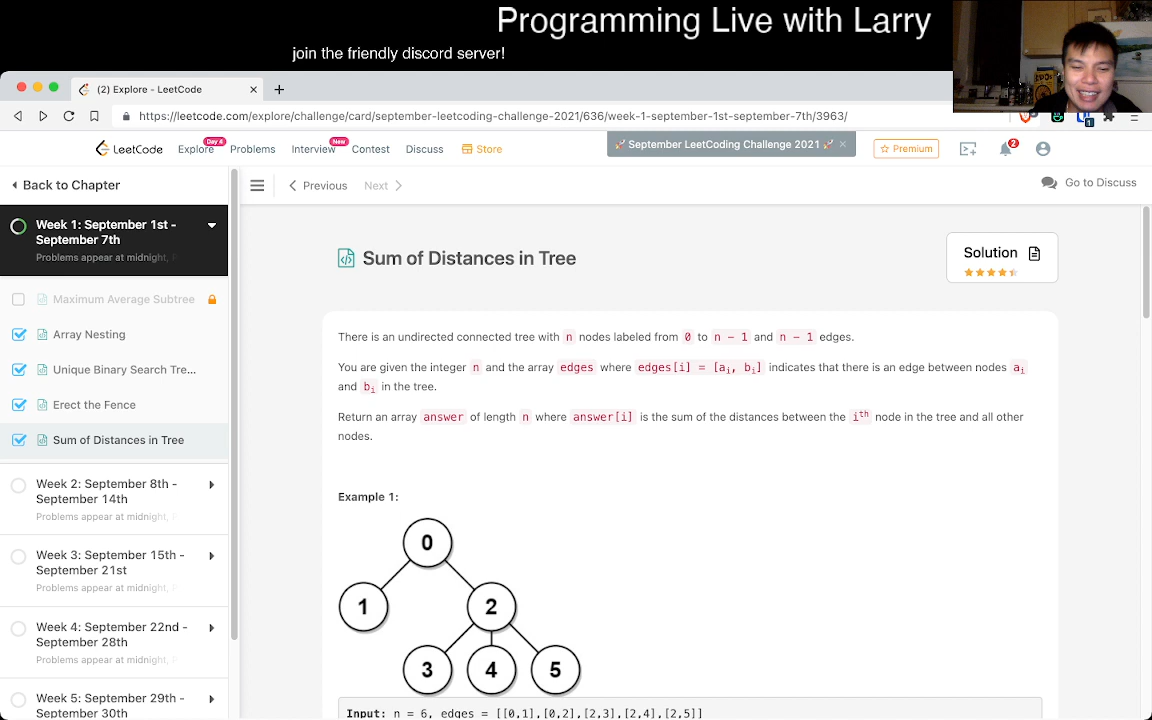 Programming Live with Larry
join the friendly discord server!
(2) Explore - LeetCode
https://leetcode.com/explore/challenge/card/september-leetcoding-challenge-2021/636/week-1-september-1st-september-7th/3963/
LeetCode Explore Day 4 Problems Interview New Contest Discuss Store
🚀 September LeetCoding Challenge 2021 🚀
Premium
2
1
Back to Chapter
Previous Next
Go to Discuss
Week 1: September 1st -
September 7th
Problems appear at midnight,
Maximum Average Subtree
Array Nesting
Unique Binary Search Tre...
Erect the Fence
Sum of Distances in Tree
Week 2: September 8th -
September 14th
Problems appear at midnight,
Week 3: September 15th -
September 21st
Problems appear at midnight,
Week 4: September 22nd -
September 28th
Problems appear at midnight,
Week 5: September 29th -
September 30th
Sum of Distances in Tree
Solution
There is an undirected connected tree with n nodes labeled from 0 to n - 1 and n - 1 edges.
You are given the integer n and the array edges where edges[i] = [ai, bi] indicates that there is an edge between nodes ai
and bi in the tree.
Return an array answer of length n where answer[i] is the sum of the distances between the ith node in the tree and all other
nodes.
Example 1:
0
1 2
3 4 5
Input: n = 6, edges = [[0,1],[0,2],[2,3],[2,4],[2,5]]